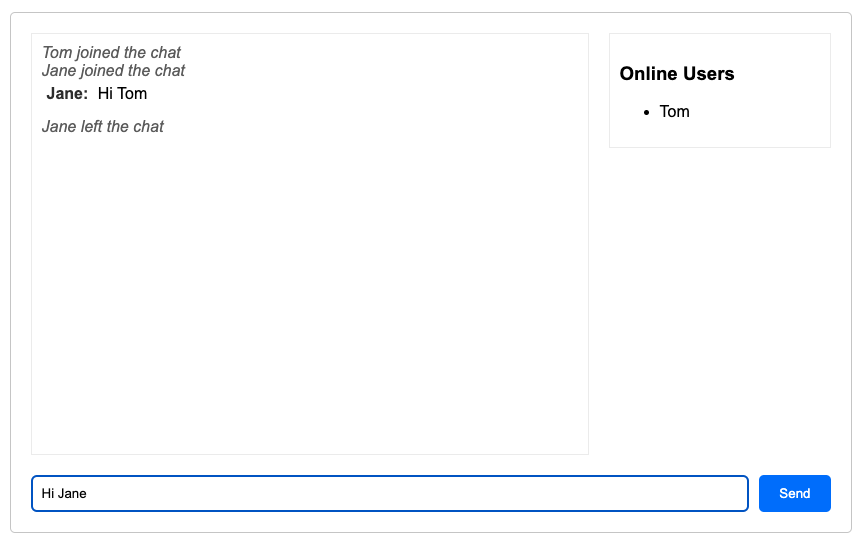 Tom joined the chat
Jane joined the chat
Jane: Hi Tom
Jane left the chat
Online Users
Tom
Hi Jane
Send